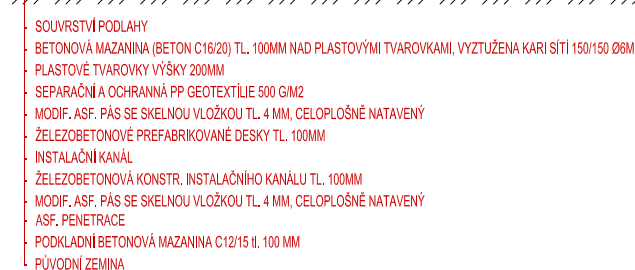 SOUVRSTVÍ PODLAHY
BETONOVÁ MAZANINA (BETON C16/20) TL. 100MM NAD PLASTOVÝMI TVAROVKAMI, VYZTUŽENA KARI SÍTÍ 150/150 Ø6M
PLASTOVÉ TVAROVKY VÝŠKY 200MM
SEPARAČNÍ A OCHRANNÁ PP GEOTEXTÍLIE 500 G/M2
MODIF. ASF. PÁS SE SKELNOU VLOŽKOU TL. 4 MM, CELOPLOŠNĚ NATAVENÝ
ŽELEZOBETONOVÉ PREFABRIKOVANÉ DESKY TL. 100MM
INSTALAČNÍ KANÁL
ŽELEZOBETONOVÁ KONSTR. INSTALAČNÍHO KANÁLU TL. 100MM
MODIF. ASF. PÁS SE SKELNOU VLOŽKOU TL. 4 MM, CELOPLOŠNĚ NATAVENÝ
ASF. PENETRACE
PODKLADNÍ BETONOVÁ MAZANINA C12/15 tl. 100 MM
PŮVODNÍ ZEMINA